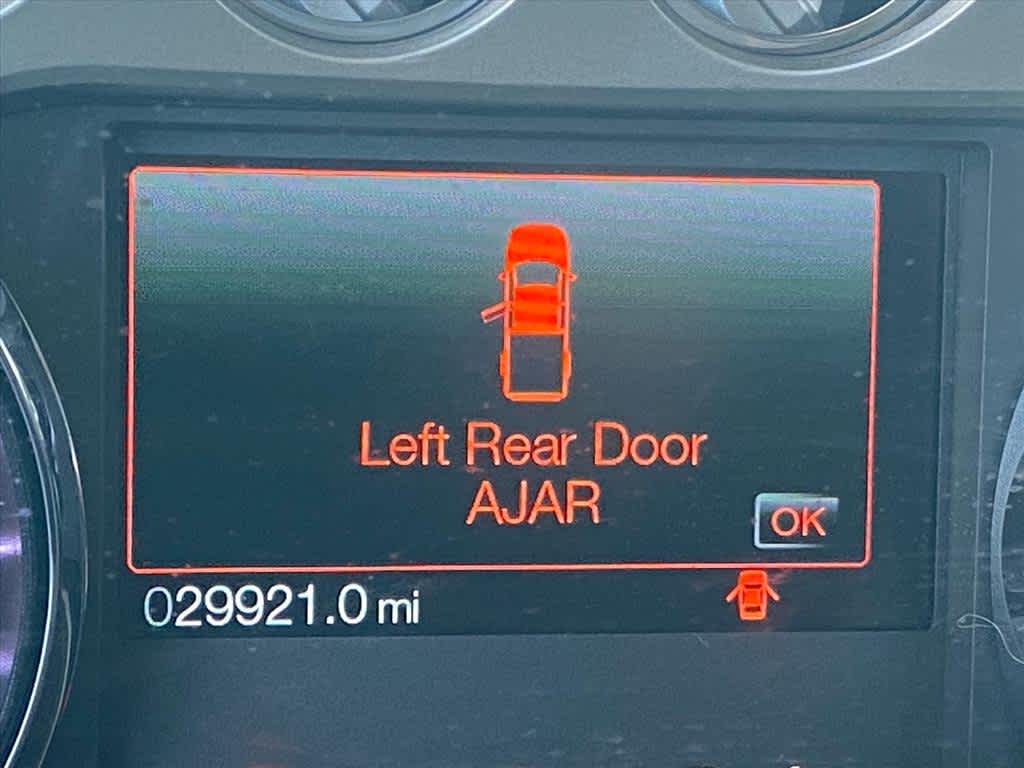 Left Rear Door
AJAR
OK
029921.0 mi